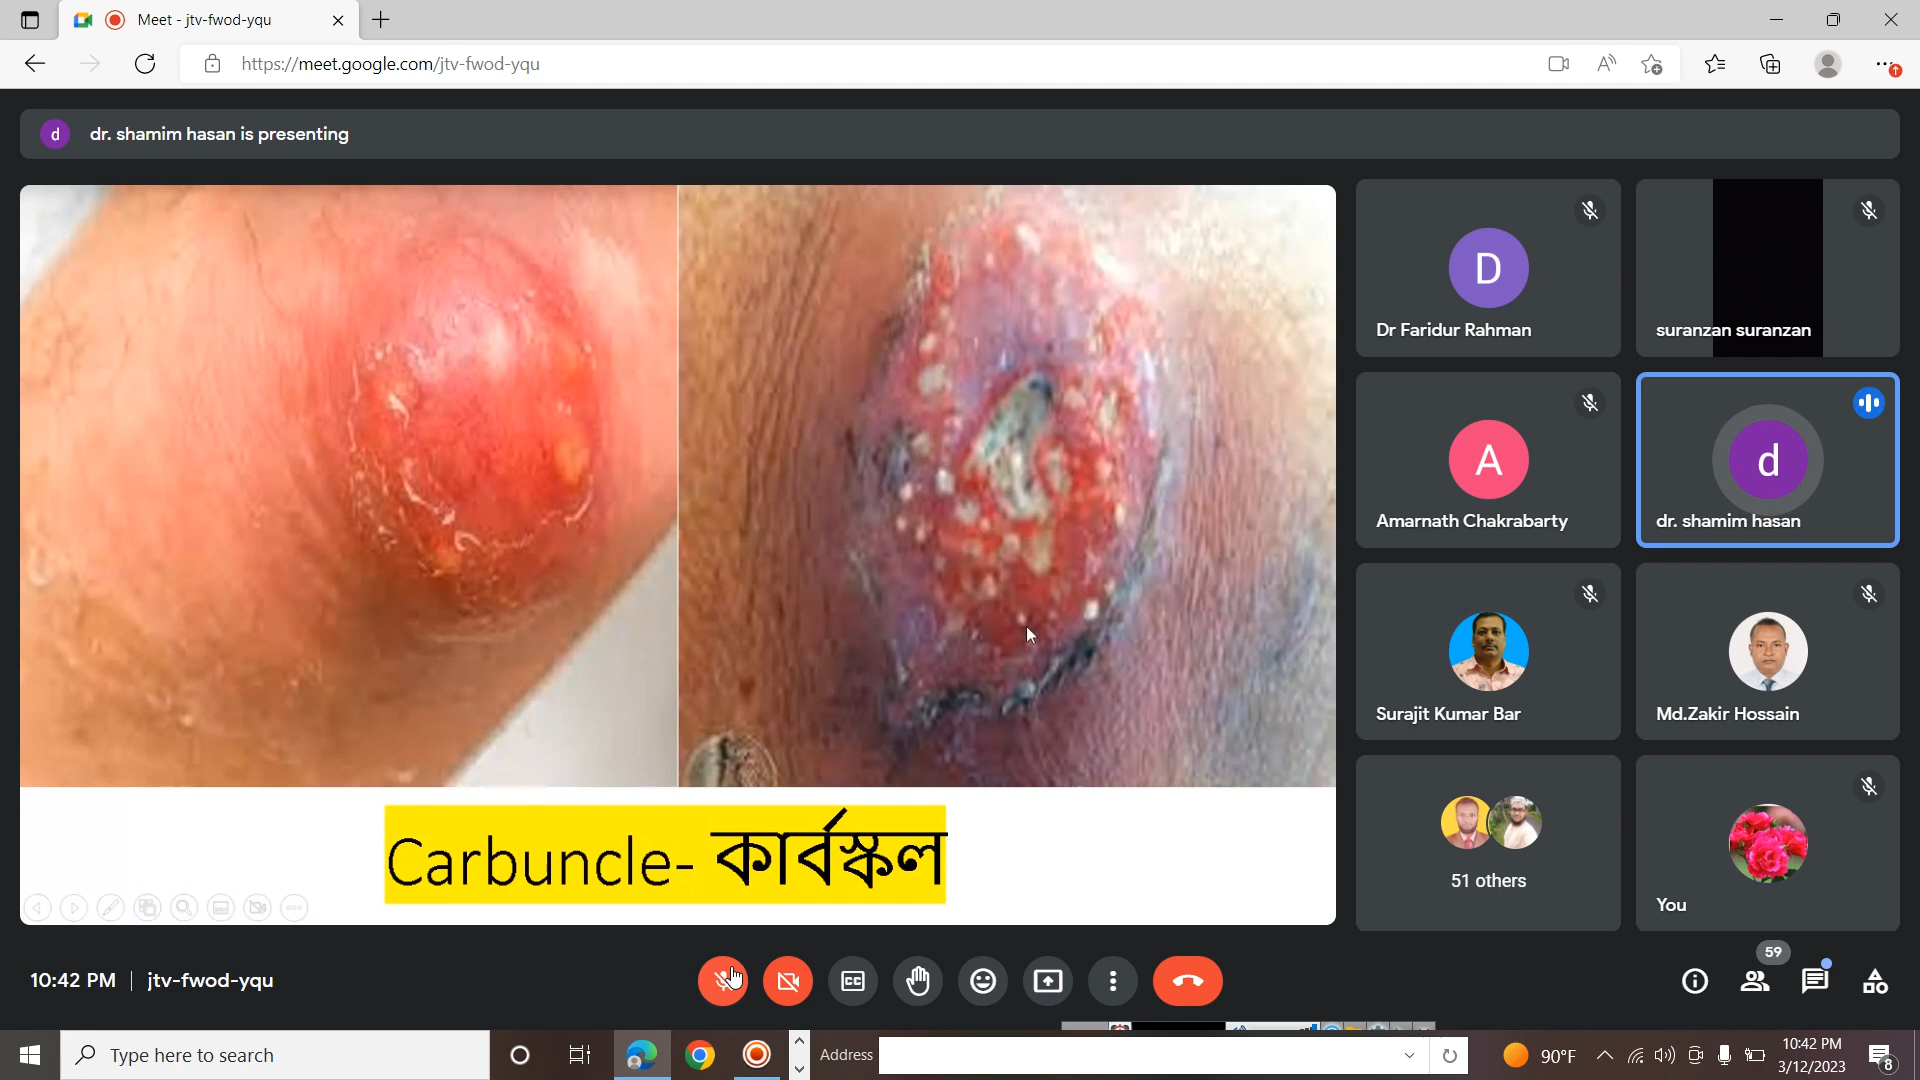 Meet - jtv-fwod-yqu
https://meet.google.com/jtv-fwod-yqu
d dr. shamim hasan is presenting
D
Dr Faridur Rahman
suranzan suranzan
A
Amarnath Chakrabarty
d
dr. shamim hasan
Surajit Kumar Bar
Md.Zakir Hossain
51 others
You
Carbuncle- কার্বস্কল
10:42 PM | jtv-fwod-yqu
59
Type here to search
Address
90°F
10:42 PM
3/12/2023
8